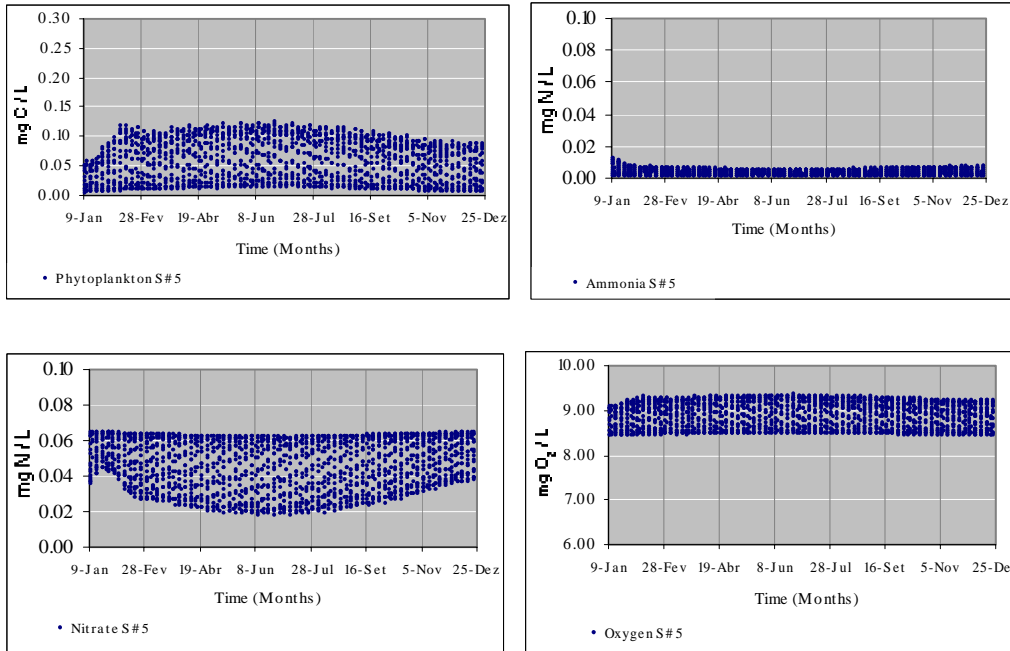 0.30
0.25
0.20
0.15
0.10
0.05
0.00
mg C / L
9-Jan 28-Fev 19-Abr 8-Jun 28-Jul 16-Set 5-Nov 25-Dez
Time (Months)
• Phytoplankton S#5
0.10
0.08
0.06
0.04
0.02
0.00
mg N / L
9-Jan 28-Fev 19-Abr 8-Jun 28-Jul 16-Set 5-Nov 25-Dez
Time (Months)
• Ammonia S#5
0.10
0.08
0.06
0.04
0.02
0.00
mg N / L
9-Jan 28-Fev 19-Abr 8-Jun 28-Jul 16-Set 5-Nov 25-Dez
Time (Months)
• Nitrate S#5
10.00
9.00
8.00
7.00
6.00
mg O₂ / L
9-Jan 28-Fev 19-Abr 8-Jun 28-Jul 16-Set 5-Nov 25-Dez
Time (Months)
• Oxygen S#5